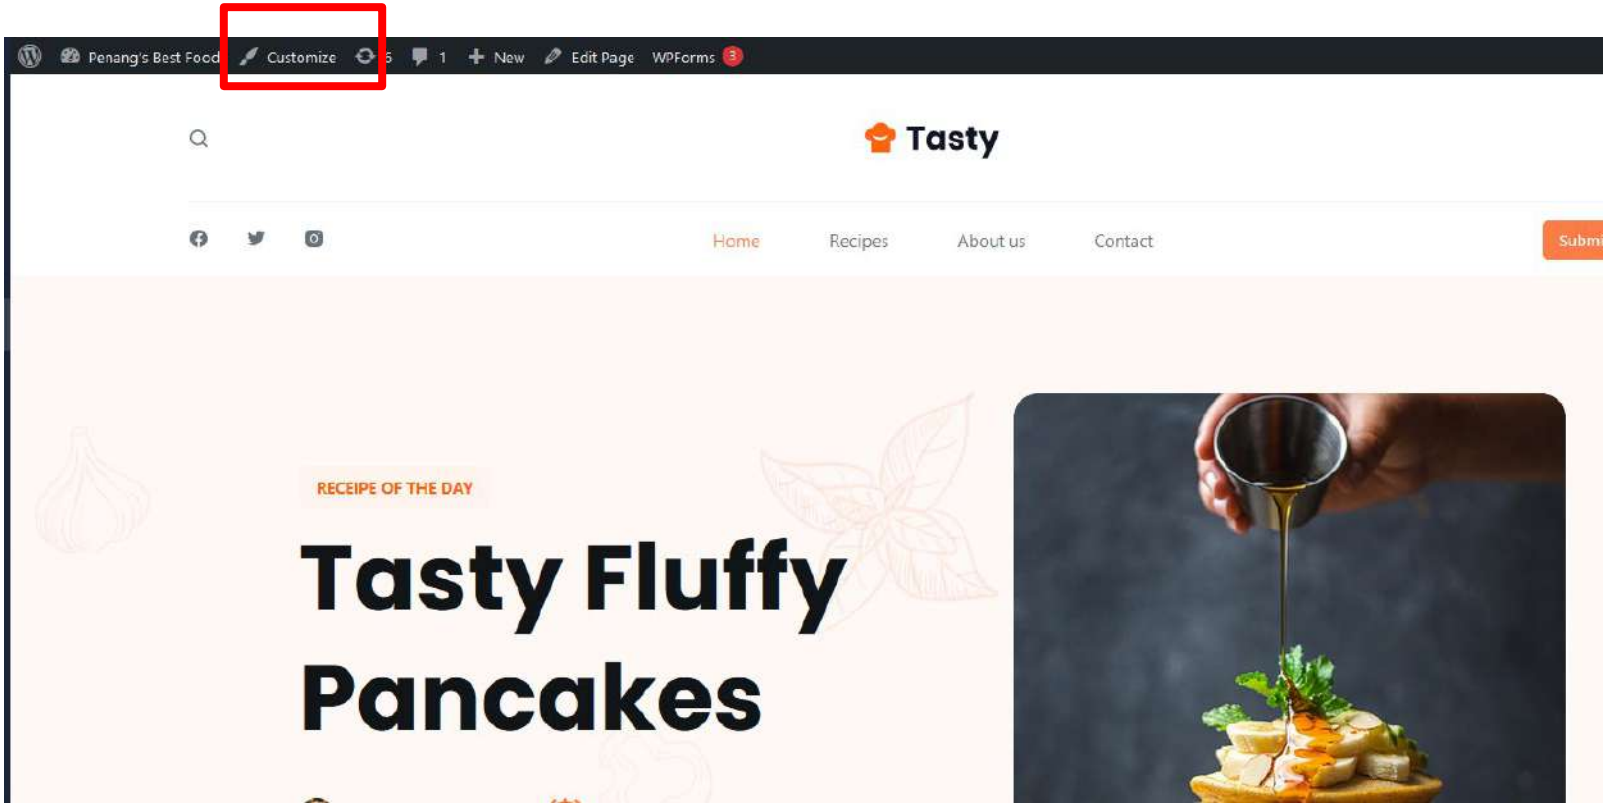 Penang's Best Food Customize 6 1 New Edit Page WPForms 3
Tasty
Home Recipes About us Contact
RECEIPE OF THE DAY
Tasty Fluffy
Pancakes